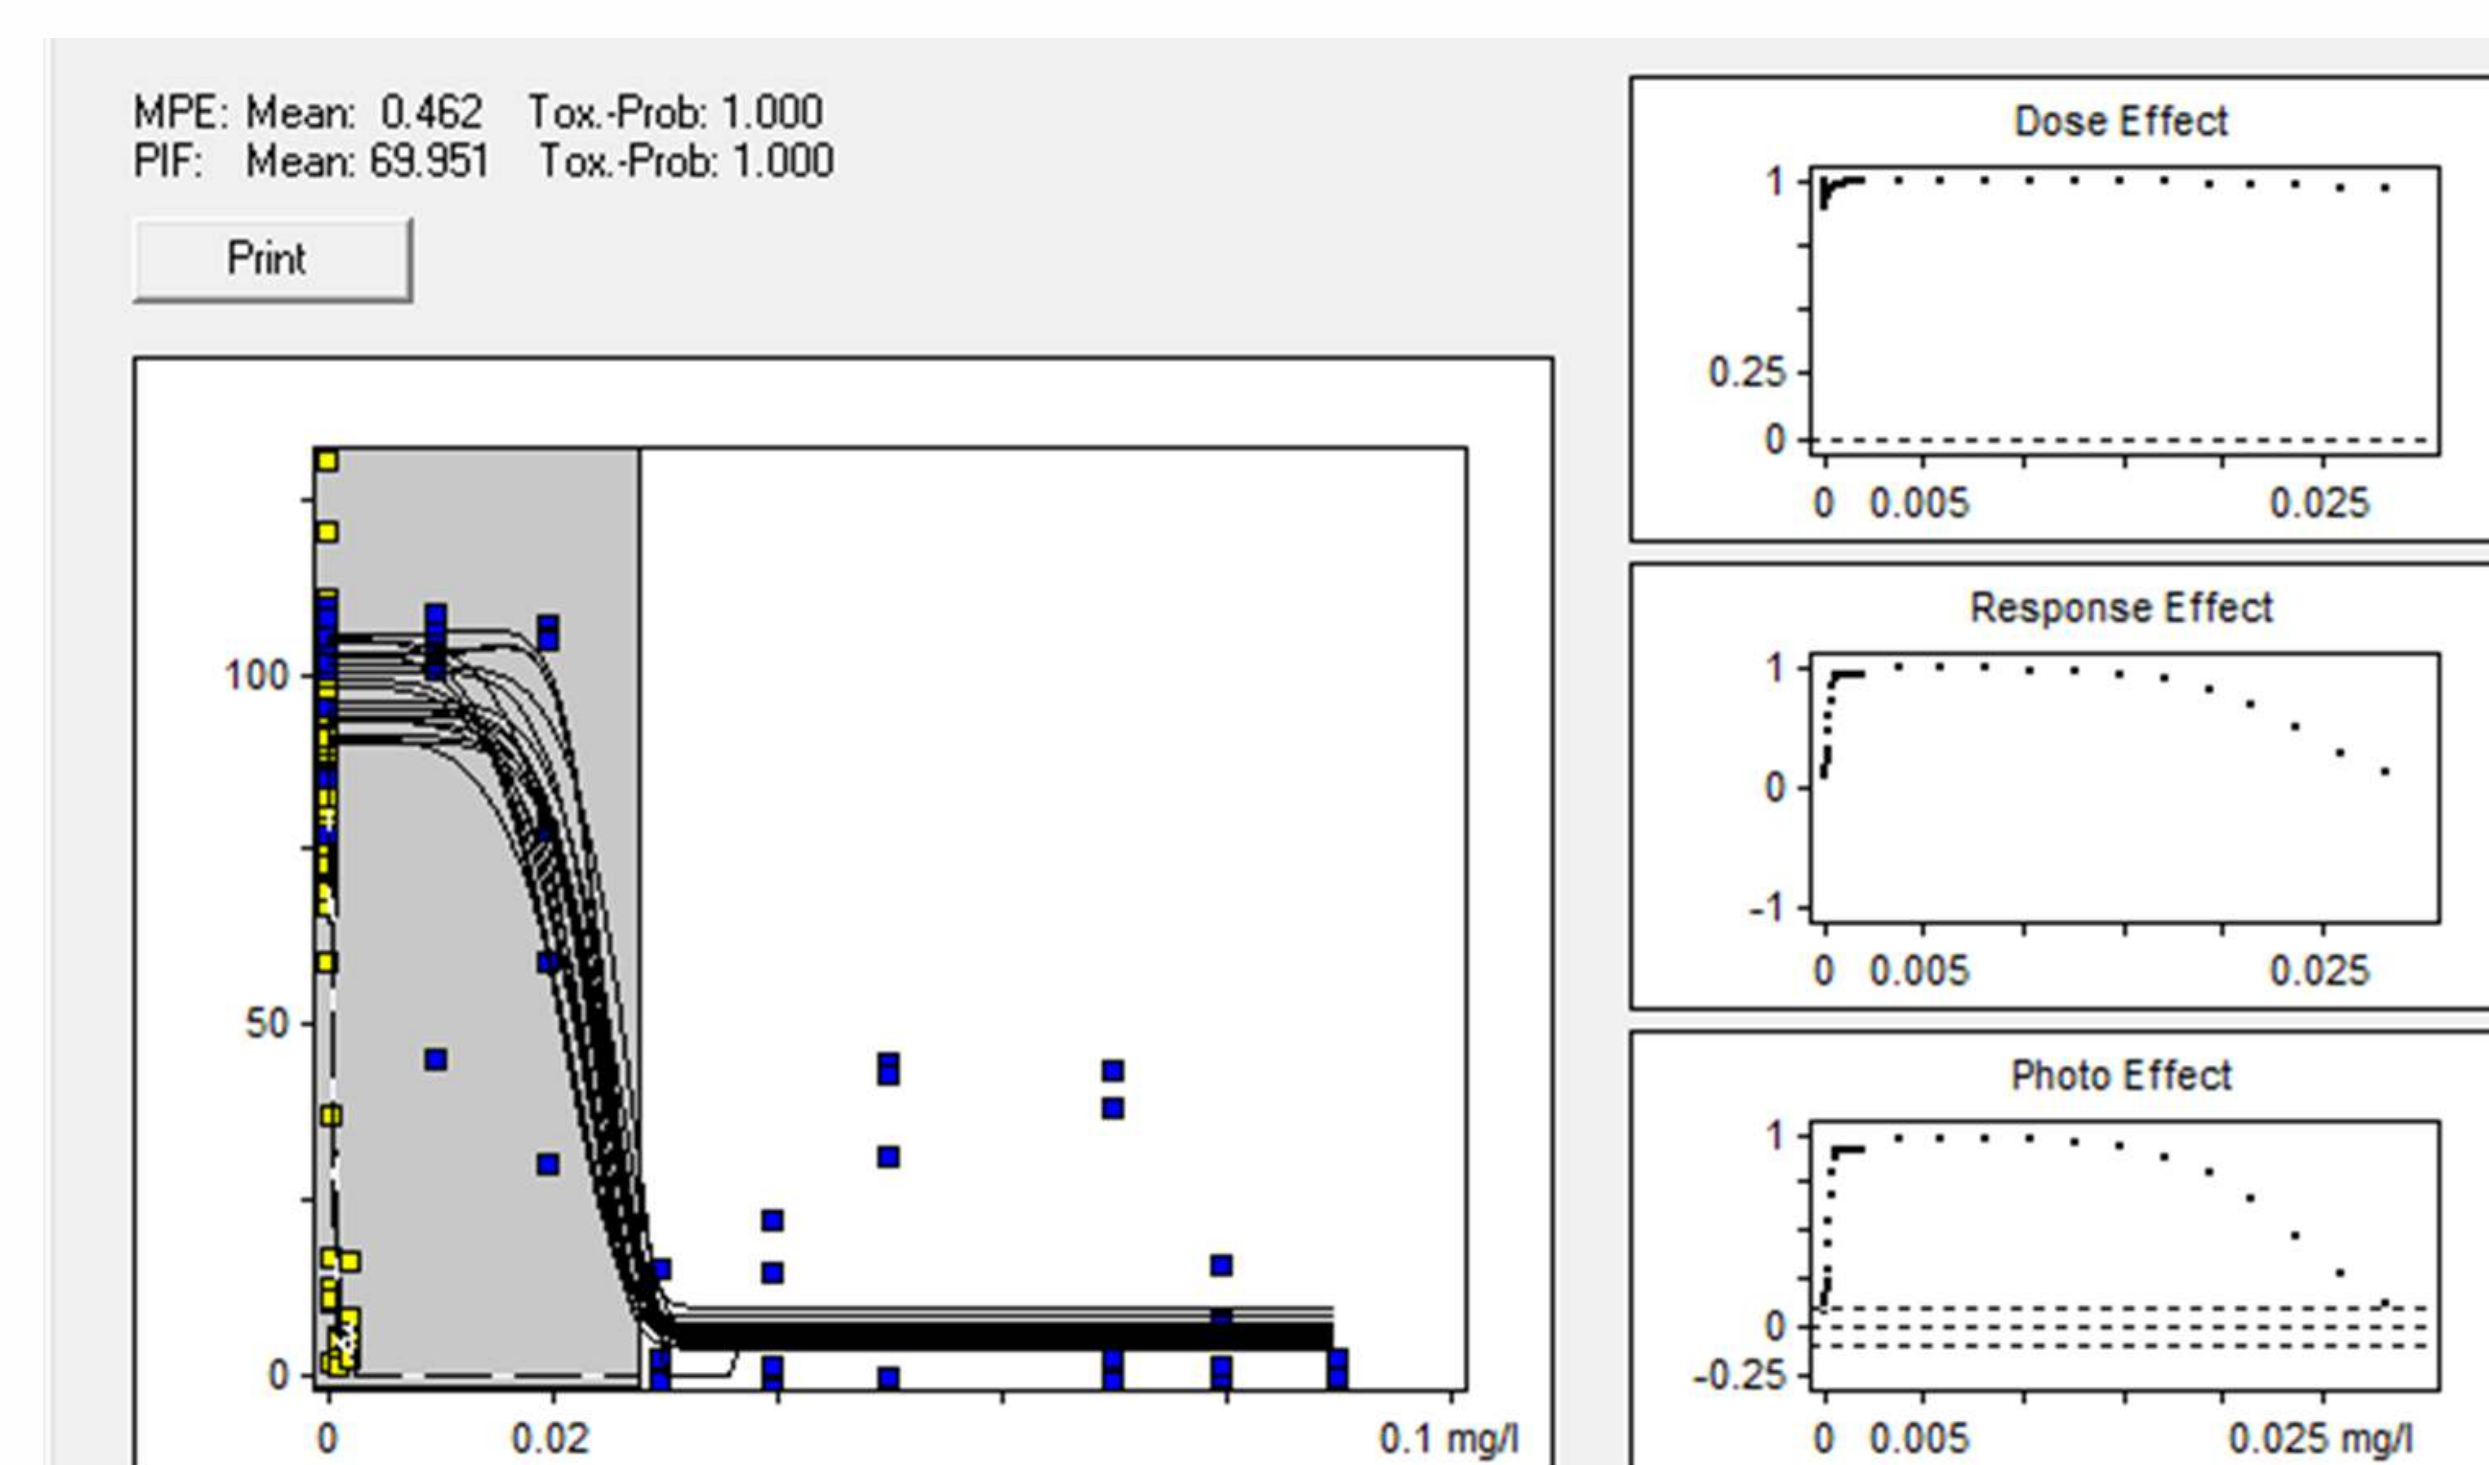 MPE: Mean: 0.462 Tox.-Prob: 1.000
PIF: Mean: 69.951 Tox.-Prob: 1.000
Print
100
50
0
0 0.02 0.1 mg/l
Dose Effect
1
0.25
0
0 0.005 0.025
Response Effect
1
0
-1
0 0.005 0.025
Photo Effect
1
0
-0.25
0 0.005 0.025 mg/l